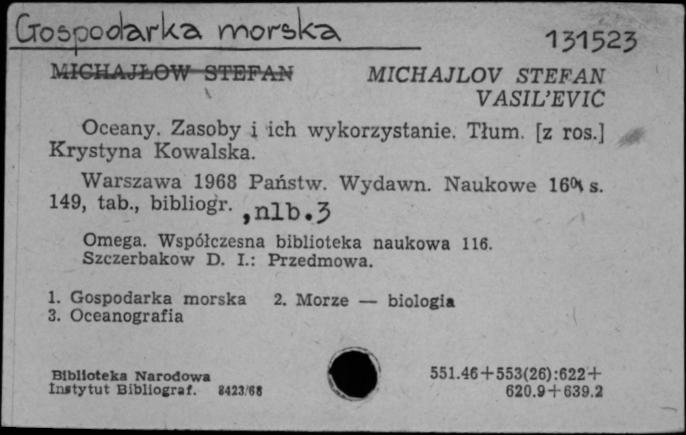 Gospodarka morska
131523
MICHAJŁOW STEFAN
MICHAJLOV STEFAN
VASIL'EVIČ
Oceany. Zasoby i ich wykorzystanie. Tłum. [z ros.]
Krystyna Kowalska.
Warszawa 1968 Państw. Wydawn. Naukowe 16° s.
149, tab., bibliogr. , nlb. 3
Omega. Współczesna biblioteka naukowa 116.
Szczerbakow D. I.: Przedmowa.
1. Gospodarka morska 2. Morze — biologia
3. Oceanografia
Biblioteka Narodowa
Instytut Bibliograf. 8423/68
551.46+553(26):622+
620.9+639.2